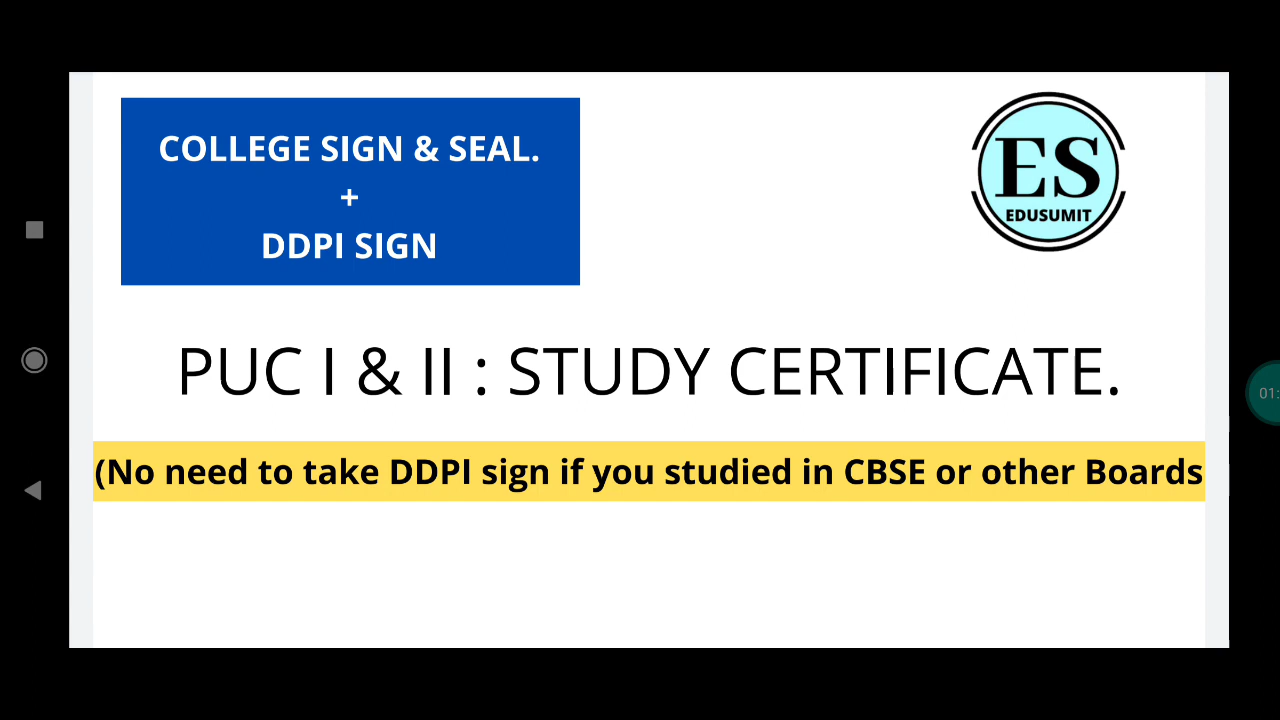 COLLEGE SIGN & SEAL.
+
DDPI SIGN
ES
EDUSUMIT
PUC I & II : STUDY CERTIFICATE.
(No need to take DDPI sign if you studied in CBSE or other Boards
01: